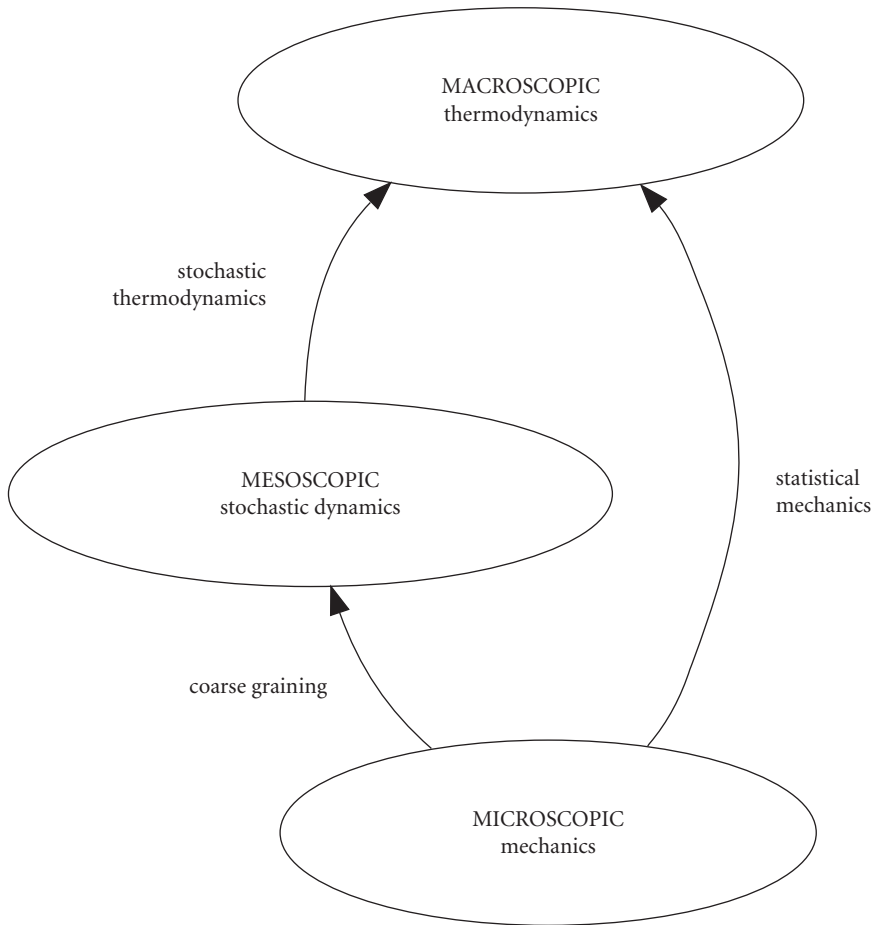 MACROSCOPIC
thermodynamics
stochastic
thermodynamics
MESOSCOPIC
stochastic dynamics
statistical
mechanics
coarse graining
MICROSCOPIC
mechanics